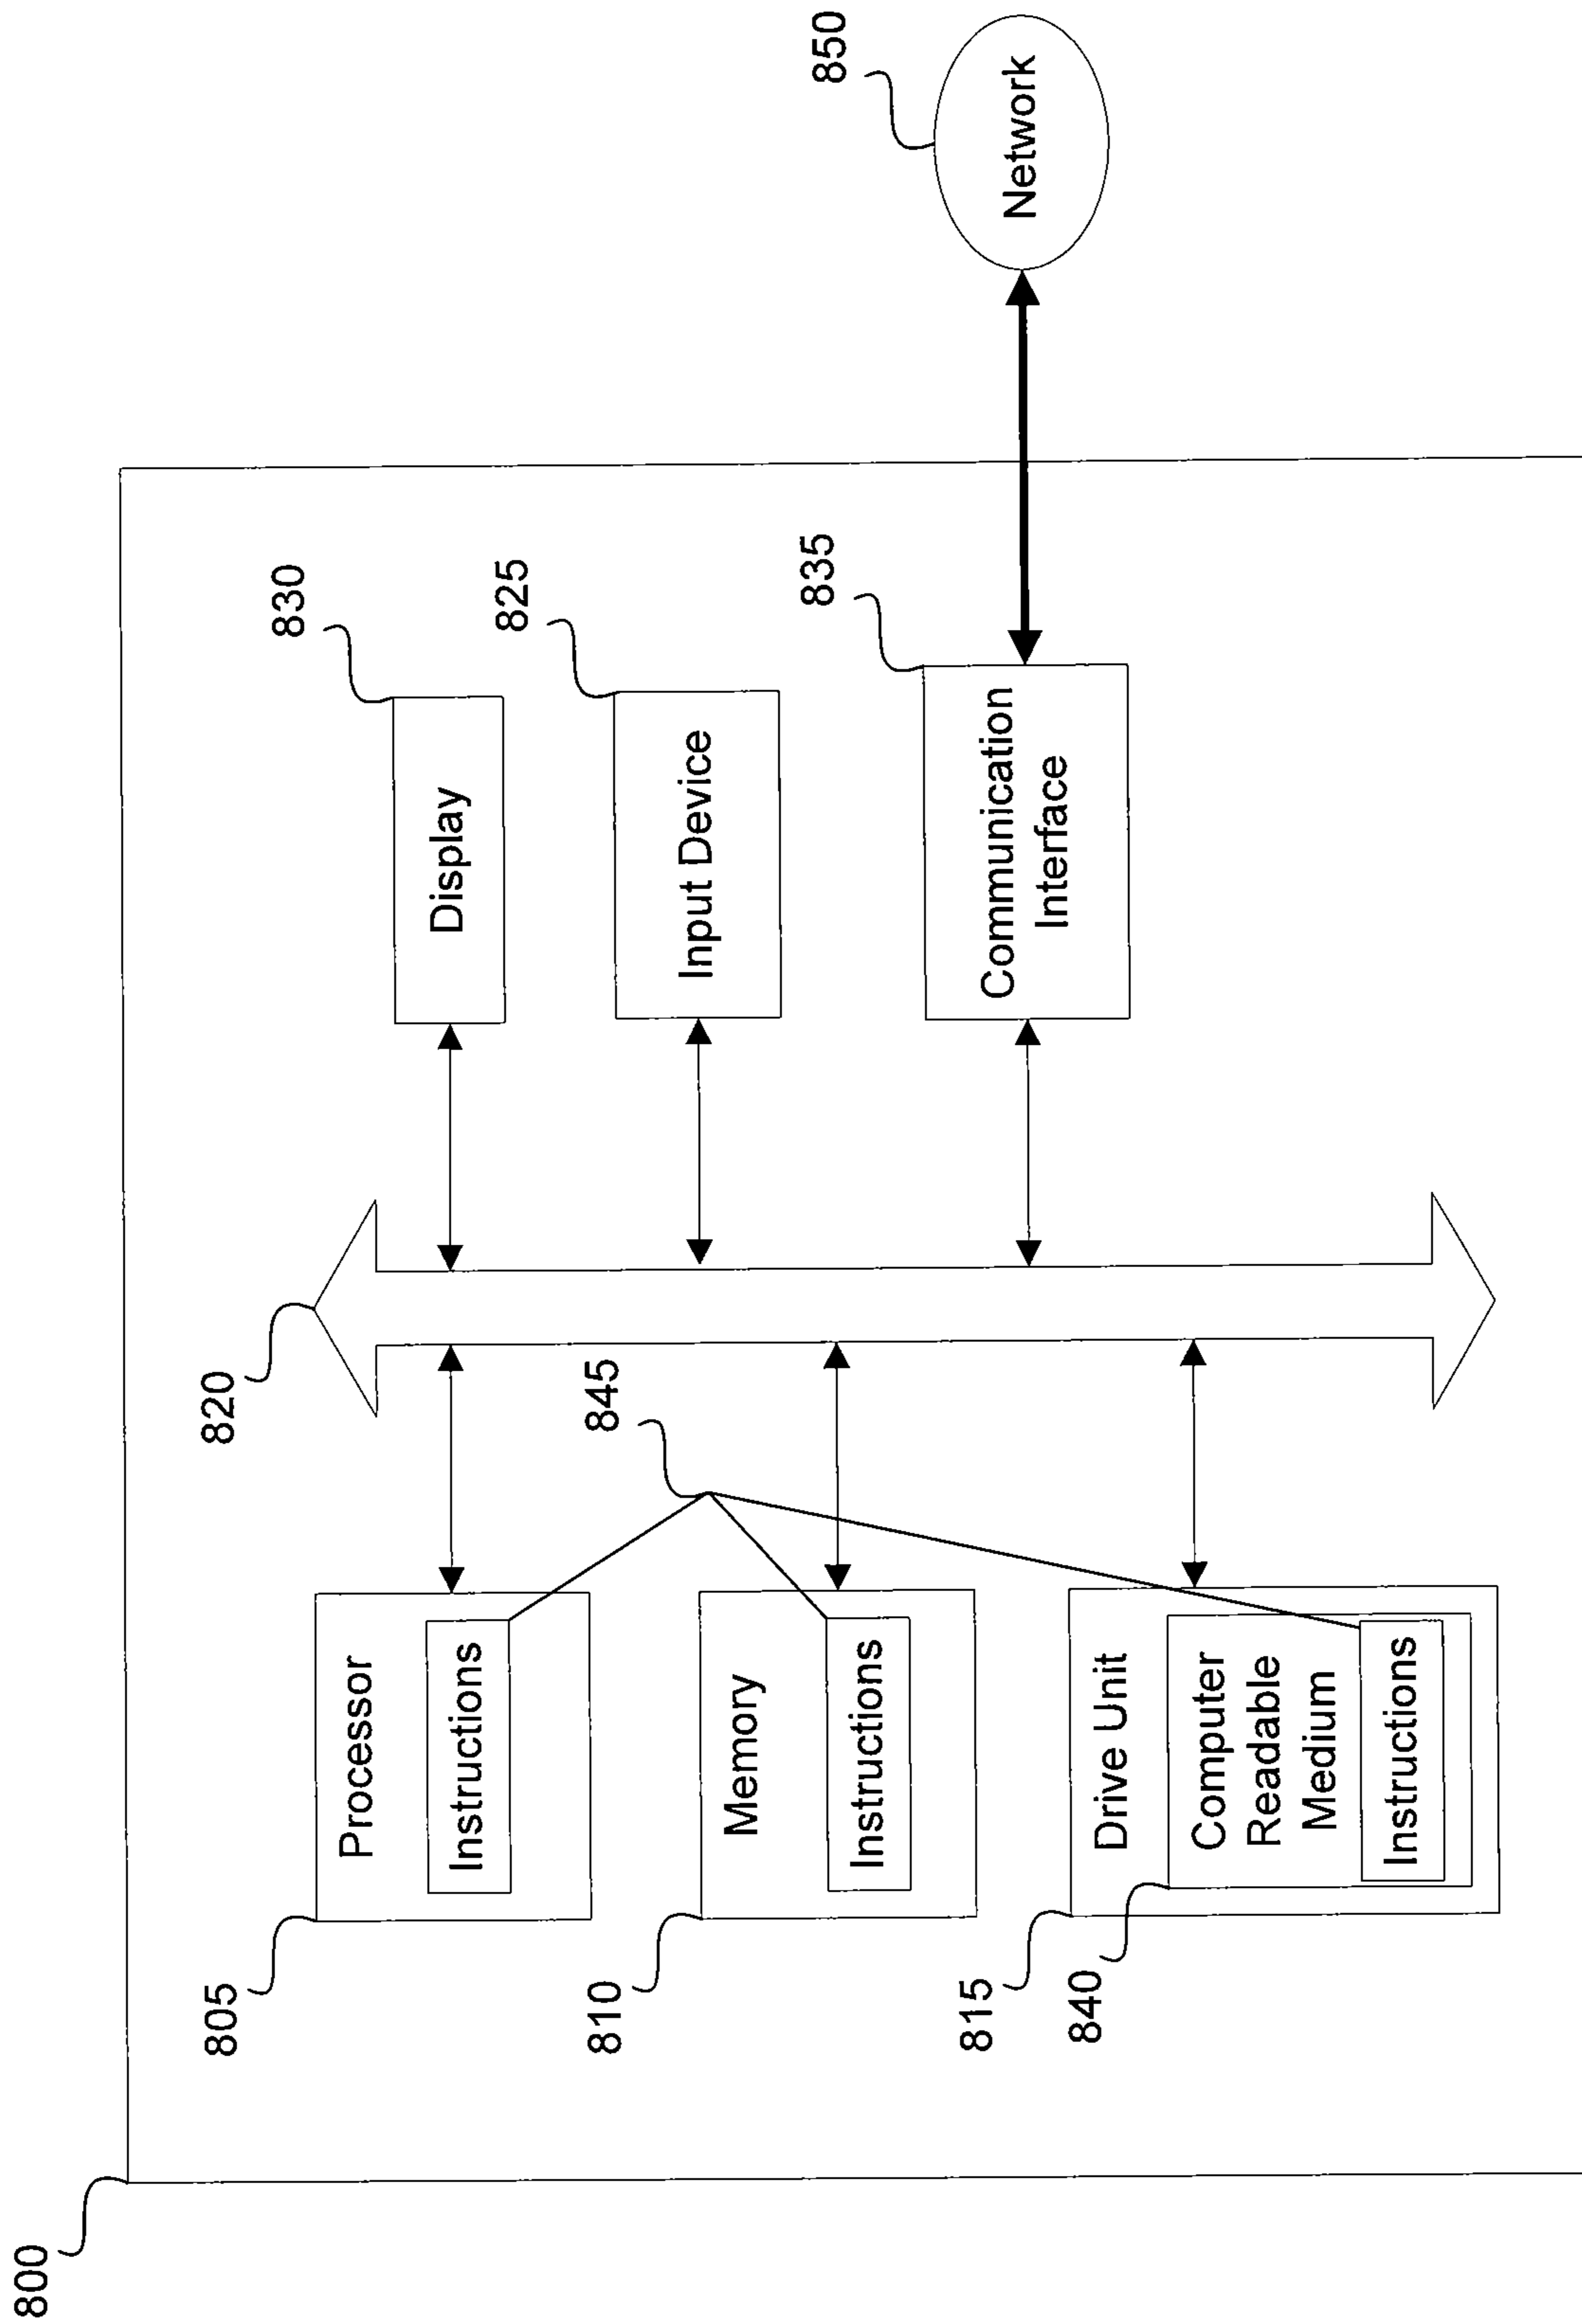 800
805
Processor
Instructions
810
Memory
Instructions
815
840
Drive Unit
Computer
Readable
Medium
Instructions
820
845
830
Display
825
Input Device
835
Communication
Interface
850
Network